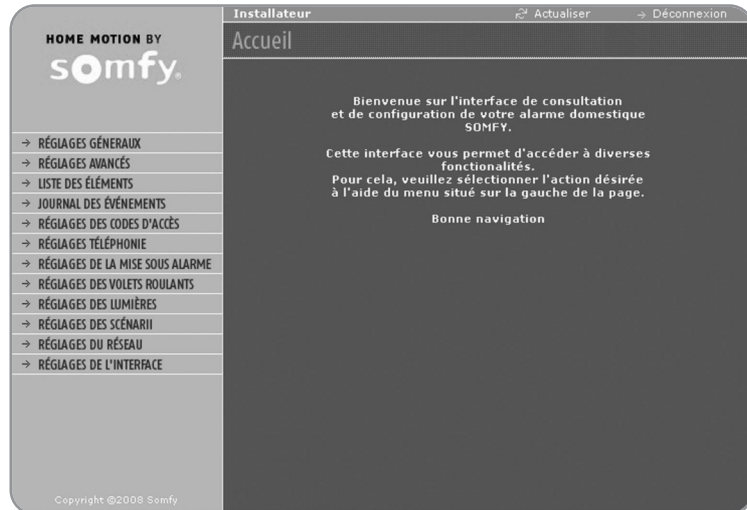 HOME MOTION BY
somfy.
Installateur
Actualiser
→ Déconnexion
Accueil
→ RÉGLAGES GÉNERAUX
→ RÉGLAGES AVANCÉS
→ LISTE DES ÉLÉMENTS
→ JOURNAL DES ÉVÉNEMENTS
→ RÉGLAGES DES CODES D'ACCÈS
→ RÉGLAGES TÉLÉPHONIE
→ RÉGLAGES DE LA MISE SOUS ALARME
→ RÉGLAGES DES VOLETS ROULANTS
→ RÉGLAGES DES LUMIÈRES
→ RÉGLAGES DES SCÉNARII
→ RÉGLAGES DU RÉSEAU
→ RÉGLAGES DE L'INTERFACE
Bienvenue sur l'interface de consultation
et de configuration de votre alarme domestique
SOMFY.
Cette interface vous permet d'accéder à diverses
fonctionalités.
Pour cela, veuillez sélectionner l'action désirée
à l'aide du menu situé sur la gauche de la page.
Bonne navigation
Copyright ©2008 Somfy